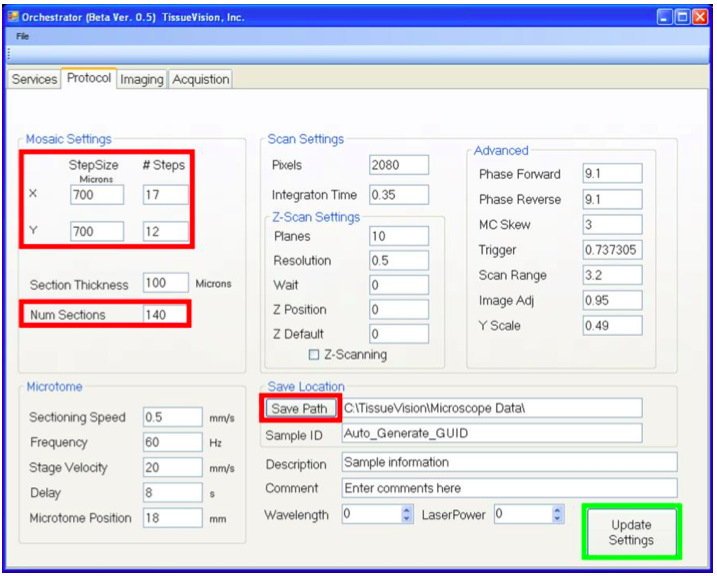 Orchestrator (Beta Ver. 0.5) TissueVision, Inc.
File
Services Protocol Imaging Acquistion
Mosaic Settings
StepSize # Steps
Microns
X 700 17
Y 700 12
Section Thickness 100 Microns
Num Sections 140
Scan Settings
Pixels 2080
Integraton Time 0.35
Z-Scan Settings
Planes 10
Resolution 0.5
Wait 0
Z Position 0
Z Default 0
Z-Scanning
Advanced
Phase Forward 9.1
Phase Reverse 9.1
MC Skew 3
Trigger 0.737305
Scan Range 3.2
Image Adj 0.95
Y Scale 0.49
Microtome
Sectioning Speed 0.5 mm/s
Frequency 60 Hz
Stage Velocity 20 mm/s
Delay 8 s
Microtome Position 18 mm
Save Location
Save Path C:\TissueVision\Microscope Data\
Sample ID Auto_Generate_GUID
Description Sample information
Comment Enter comments here
Wavelength 0 LaserPower 0
Update
Settings